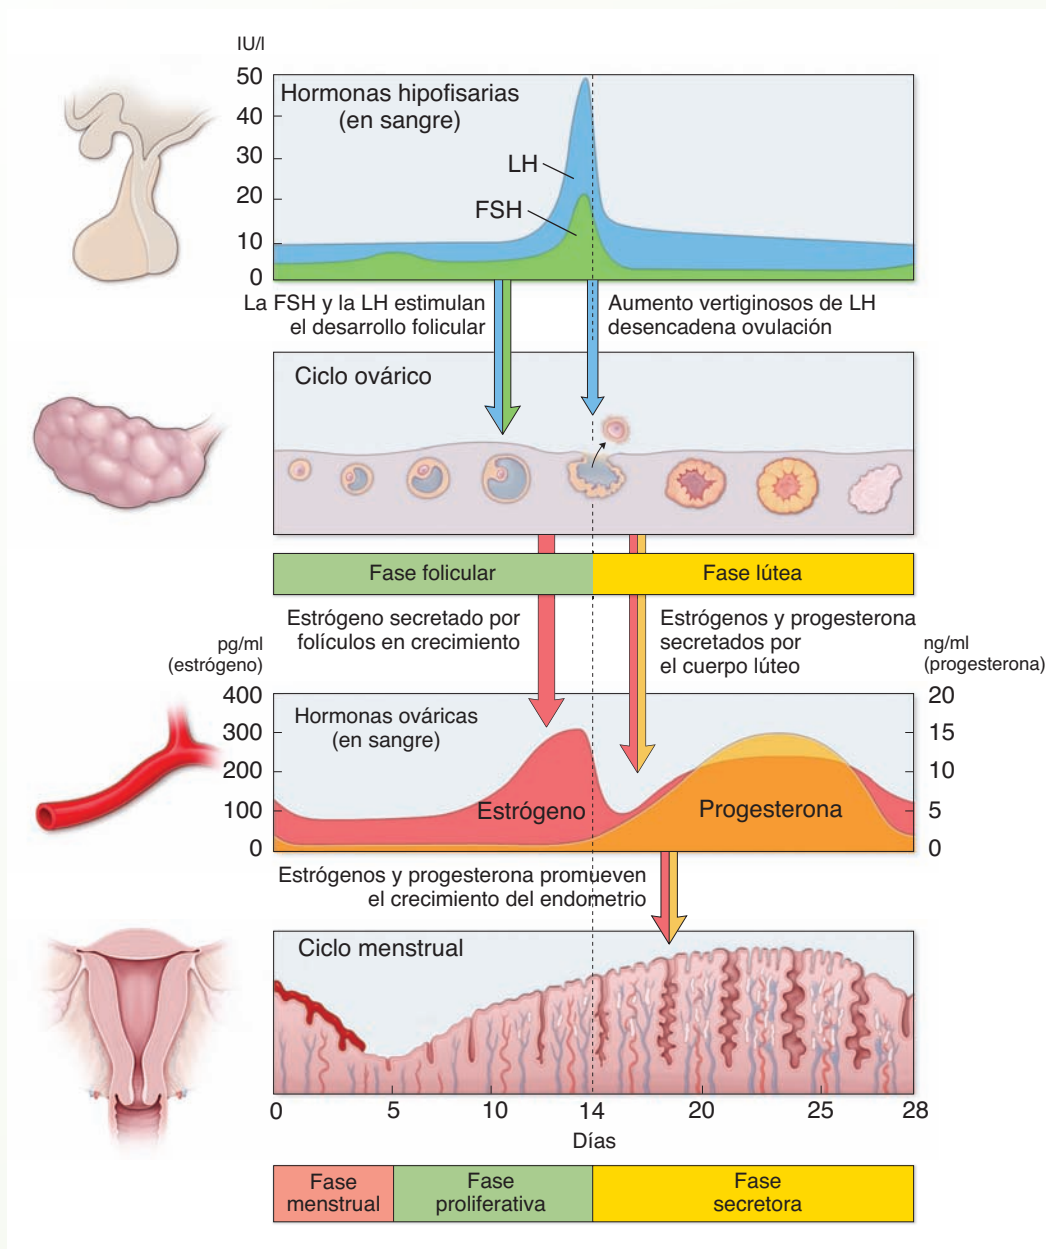 IU/l
50
40
30
20
10
0
Hormonas hipofisarias
(en sangre)
LH
FSH
La FSH y la LH estimulan
el desarrollo folicular
Aumento vertiginosos de LH
desencadena ovulación
Ciclo ovárico
Fase folicular
Fase lútea
Estrógeno secretado por
folículos en crecimiento
Estrógenos y progesterona
secretados por
el cuerpo lúteo
pg/ml
(estrógeno)
400
300
200
100
0
ng/ml
(progesterona)
20
15
10
5
0
Hormonas ováricas
(en sangre)
Estrógeno
Progesterona
Estrógenos y progesterona promueven
el crecimiento del endometrio
Ciclo menstrual
0 5 10 14 20 25 28
Días
Fase
menstrual
Fase
proliferativa
Fase
secretora